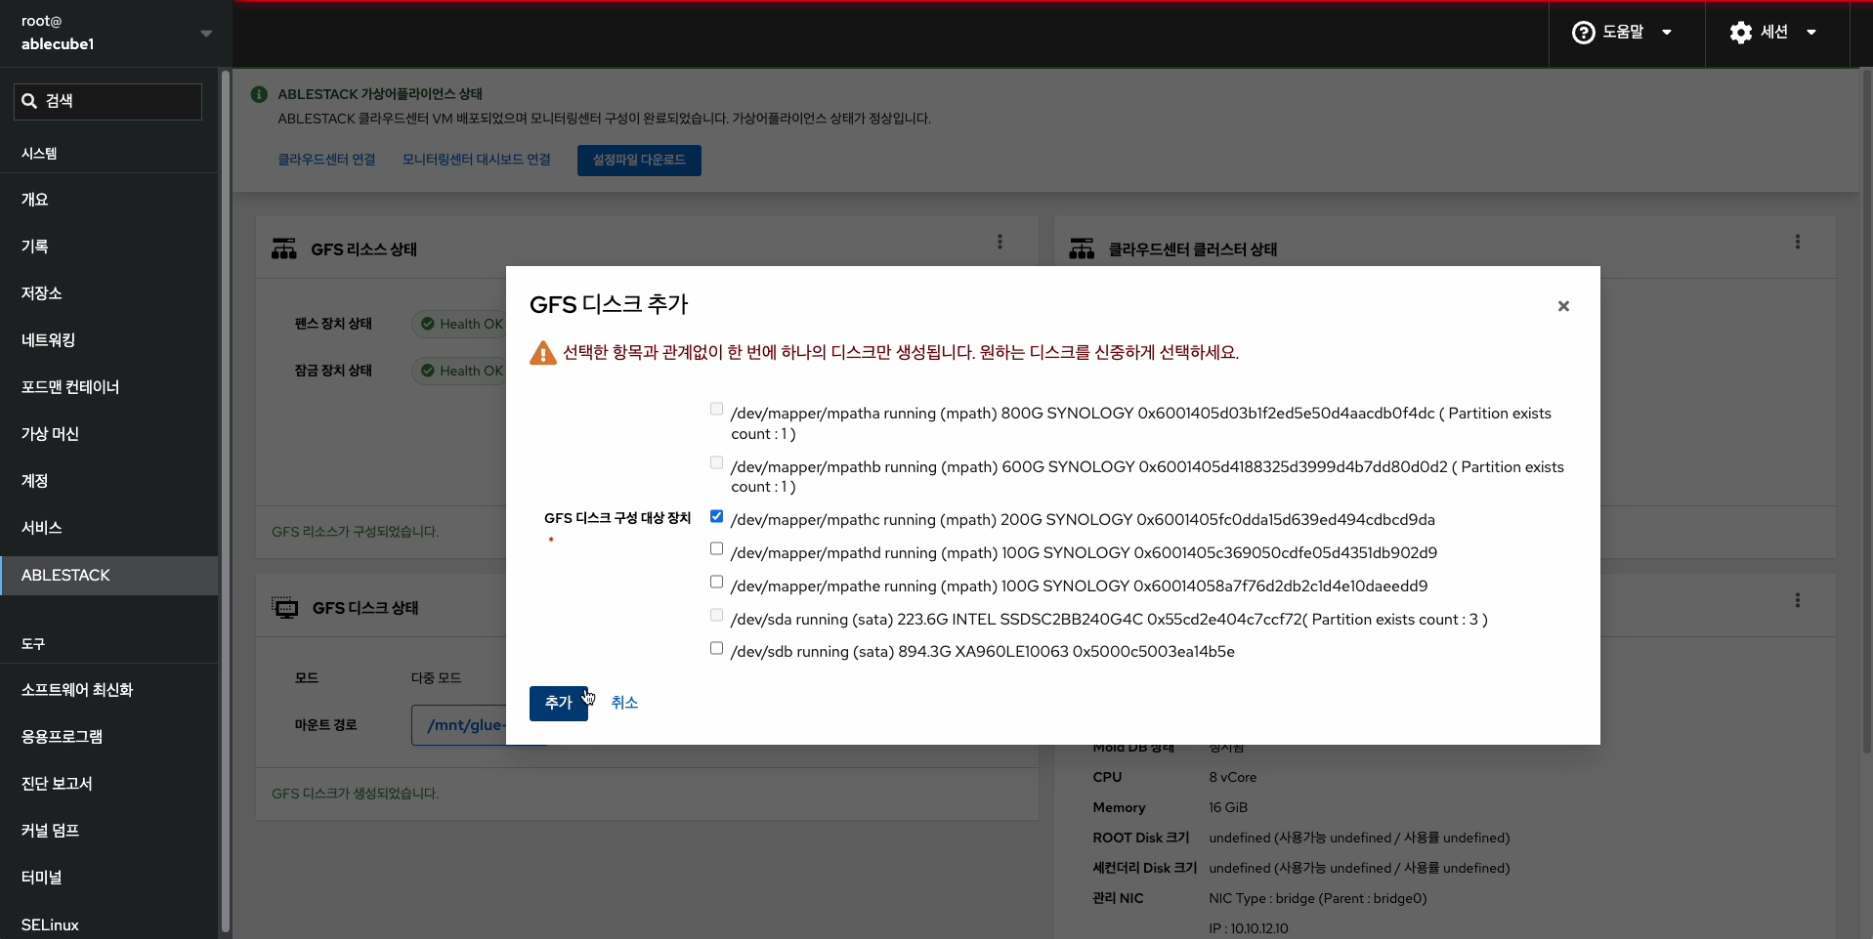 root@
ablecube1
도움말
세션
검색
시스템
개요
기록
저장소
네트워킹
포드맨 컨테이너
가상 머신
계정
서비스
ABLESTACK
도구
소프트웨어 최신화
응용프로그램
진단 보고서
커널 덤프
터미널
SELinux
ABLESTACK 가상어플라이언스 상태
ABLESTACK 클라우드센터 VM 배포되었으며 모니터링센터 구성이 완료되었습니다. 가상어플라이언스 상태가 정상입니다.
클라우드센터 연결 모니터링센터 대시보드 연결 설정파일 다운로드
GFS 리소스 상태
클라우드센터 클러스터 상태
펜스 장치 상태 Health OK
잠금 장치 상태 Health OK
GFS 리소스가 구성되었습니다.
GFS 디스크 상태
모드 다중 모드
마운트 경로 /mnt/glue-
GFS 디스크가 생성되었습니다.
GFS 디스크 추가
선택한 항목과 관계없이 한 번에 하나의 디스크만 생성됩니다. 원하는 디스크를 신중하게 선택하세요.
GFS 디스크 구성 대상 장치
*
/dev/mapper/mpatha running (mpath) 800G SYNOLOGY 0x6001405d03b1f2ed5e50d4aacdb0f4dc ( Partition exists
count : 1 )
/dev/mapper/mpathb running (mpath) 600G SYNOLOGY 0x6001405d4188325d3999d4b7dd80d0d2 ( Partition exists
count : 1 )
/dev/mapper/mpathc running (mpath) 200G SYNOLOGY 0x6001405fc0dda15d639ed494cdbcd9da
/dev/mapper/mpathd running (mpath) 100G SYNOLOGY 0x6001405c369050cdfe05d4351db902d9
/dev/mapper/mpathe running (mpath) 100G SYNOLOGY 0x60014058a7f76d2db2c1d4e10daeedd9
/dev/sda running (sata) 223.6G INTEL SSDSC2BB240G4C 0x55cd2e404c7ccf72( Partition exists count : 3 )
/dev/sdb running (sata) 894.3G XA960LE10063 0x5000c5003ea14b5e
추가 취소
Mold DB 상태 정지됨
CPU 8 vCore
Memory 16 GiB
ROOT Disk 크기 undefined (사용가능 undefined / 사용률 undefined)
세컨더리 Disk 크기 undefined (사용가능 undefined / 사용률 undefined)
관리 NIC NIC Type : bridge (Parent : bridge0)
IP : 10.10.12.10